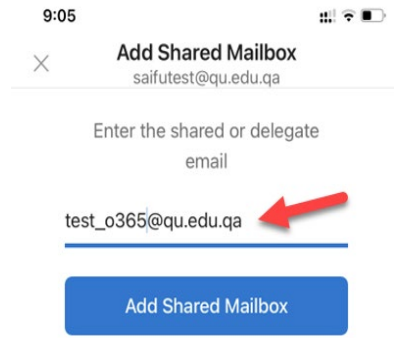 9:05
Add Shared Mailbox
saifutest@qu.edu.qa
Enter the shared or delegate
email
test_o365@qu.edu.qa
Add Shared Mailbox